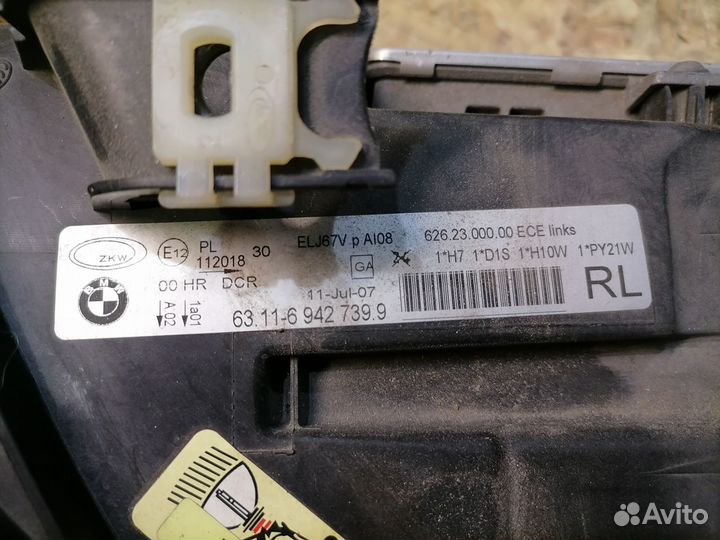 ZKW
E12
PL
112018 30
ELJ67V p AI08
626.23.000.00 ECE links
GA
24
1*H7 1*D1S 1*H10W 1*PY21W
BMW
00 HR DCR
A 02
1a01
11-Jul-07
63.11-6 942 739.9
RL
Avito